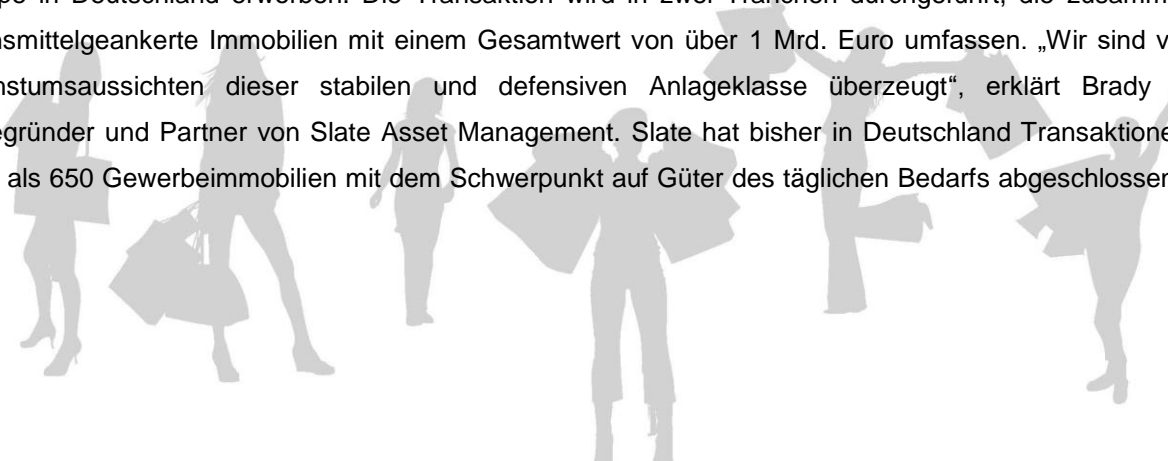 in Deutschland erworben. Die Transaktion wird in zwei Tranchen durchgeführt, die zusamm
nsmittelgeankerte Immobilien mit einem Gesamtwert von über 1 Mrd. Euro umfassen. „Wir sind v
nstumsaussichten dieser stabilen und defensiven Anlageklasse überzeugt“, erklärt Brady
egründer und Partner von Slate Asset Management. Slate hat bisher in Deutschland Transaktione
als 650 Gewerbeimmobilien mit dem Schwerpunkt auf Güter des täglichen Bedarfs abgeschlossen